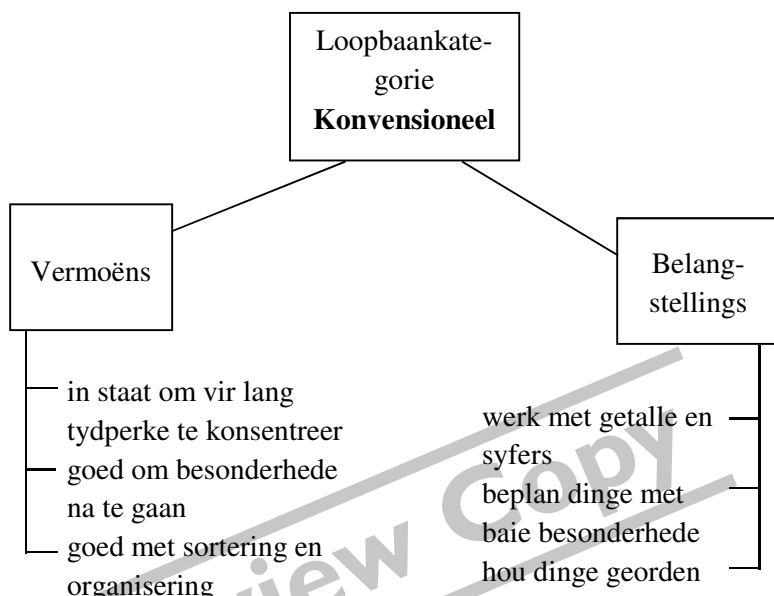 Loopbaankate-
gorie
Konvensioneel
Vermoëns
Belang-
stellings
in staat om vir lang
tydperke te konsentreer
goed om besonderhede
na te gaan
goed met sortering en
organisering
werk met getalle en
syfers
beplan dinge met
baie besonderhede
hou dinge georden
view Copy